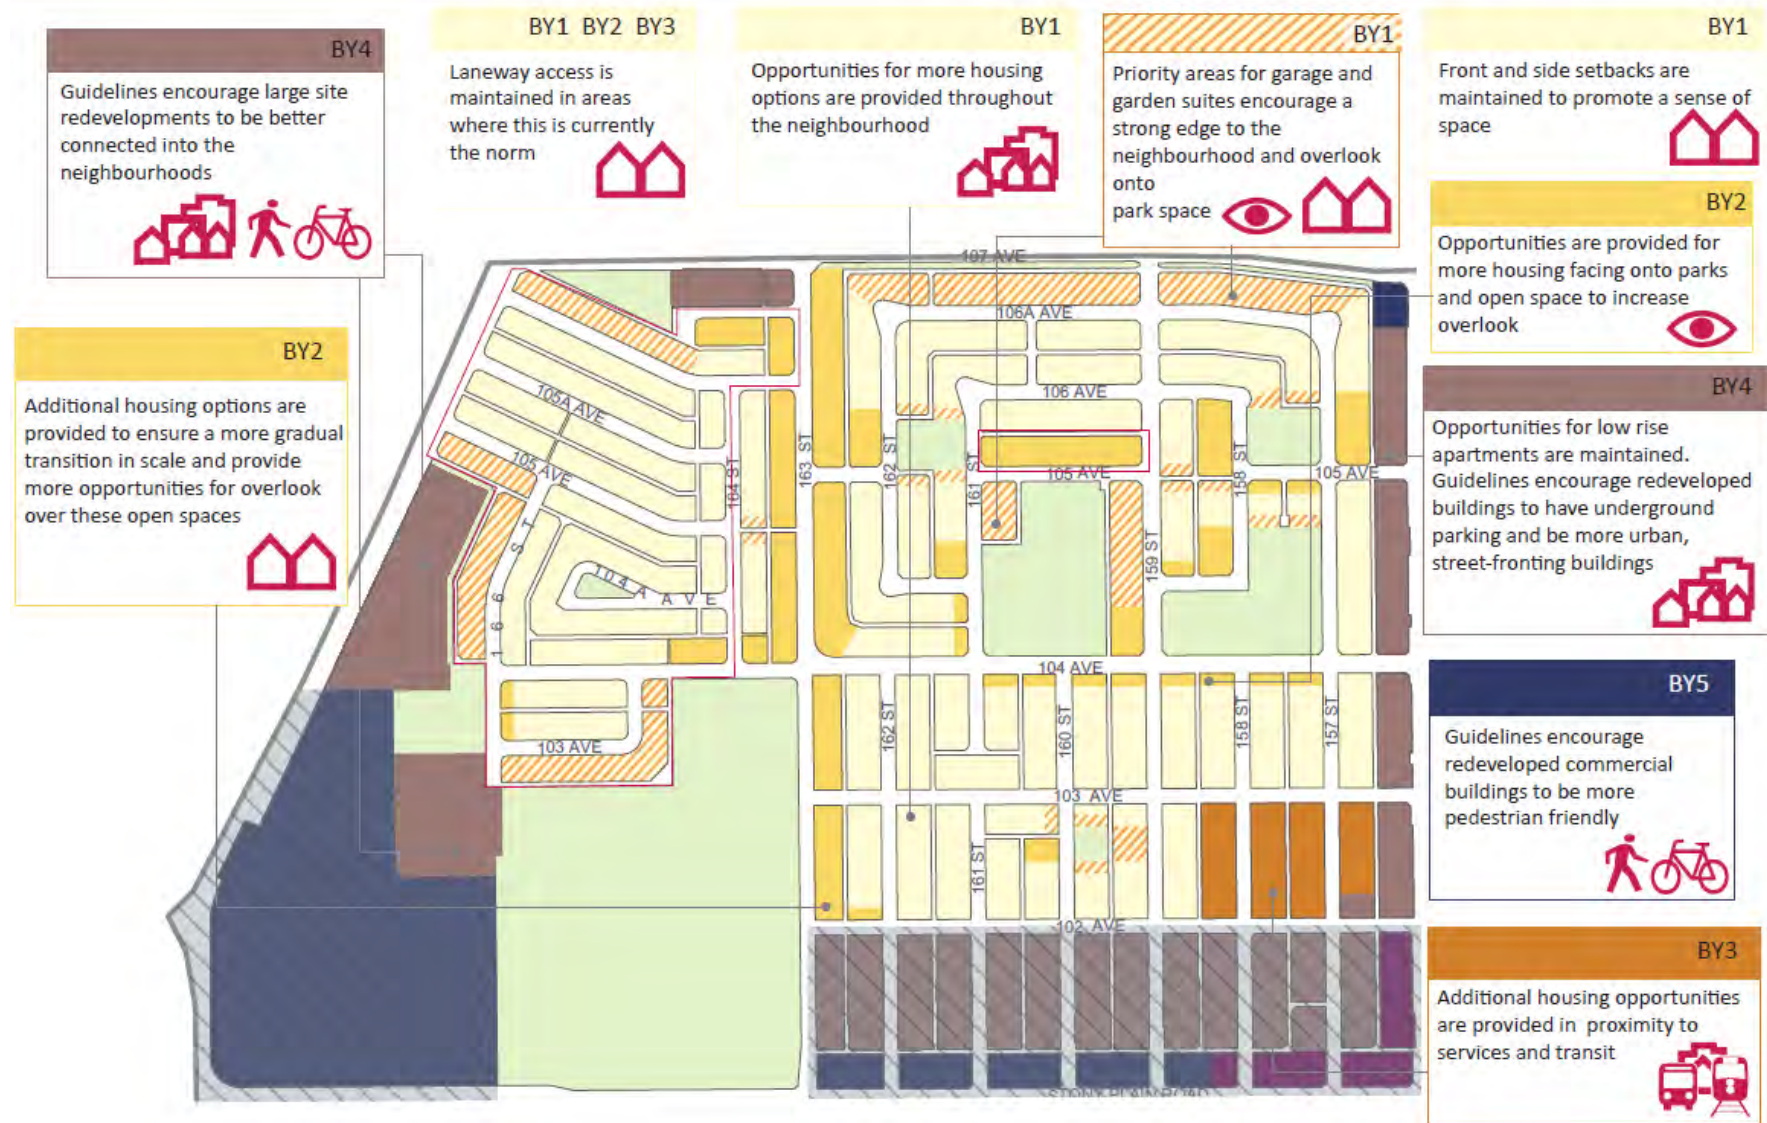 BY4
Guidelines encourage large site
redevelopments to be better
connected into the
neighbourhoods
BY1 BY2 BY3
Laneway access is
maintained in areas
where this is currently
the norm
BY1
Opportunities for more housing
options are provided throughout
the neighbourhood
BY1
Priority areas for garage and
garden suites encourage a
strong edge to the
neighbourhood and overlook
onto
park space
BY1
Front and side setbacks are
maintained to promote a sense of
space
BY2
Opportunities are provided for
more housing facing onto parks
and open space to increase
overlook
BY2
Additional housing options are
provided to ensure a more gradual
transition in scale and provide
more opportunities for overlook
over these open spaces
BY4
Opportunities for low rise
apartments are maintained.
Guidelines encourage redeveloped
buildings to have underground
parking and be more urban,
street-fronting buildings
BY5
Guidelines encourage
redeveloped commercial
buildings to be more
pedestrian friendly
BY3
Additional housing opportunities
are provided in proximity to
services and transit
107 AVE
106A AVE
106 AVE
105A AVE
105 AVE
105 AVE
105 AVE
164 ST
163 ST
162 ST
161 ST
159 ST
158 ST
166 ST
104 A AVE
104 AVE
103 AVE
162 ST
160 ST
158 ST
157 ST
103 AVE
161 ST
102 AVE
STONY PLAIN ROAD